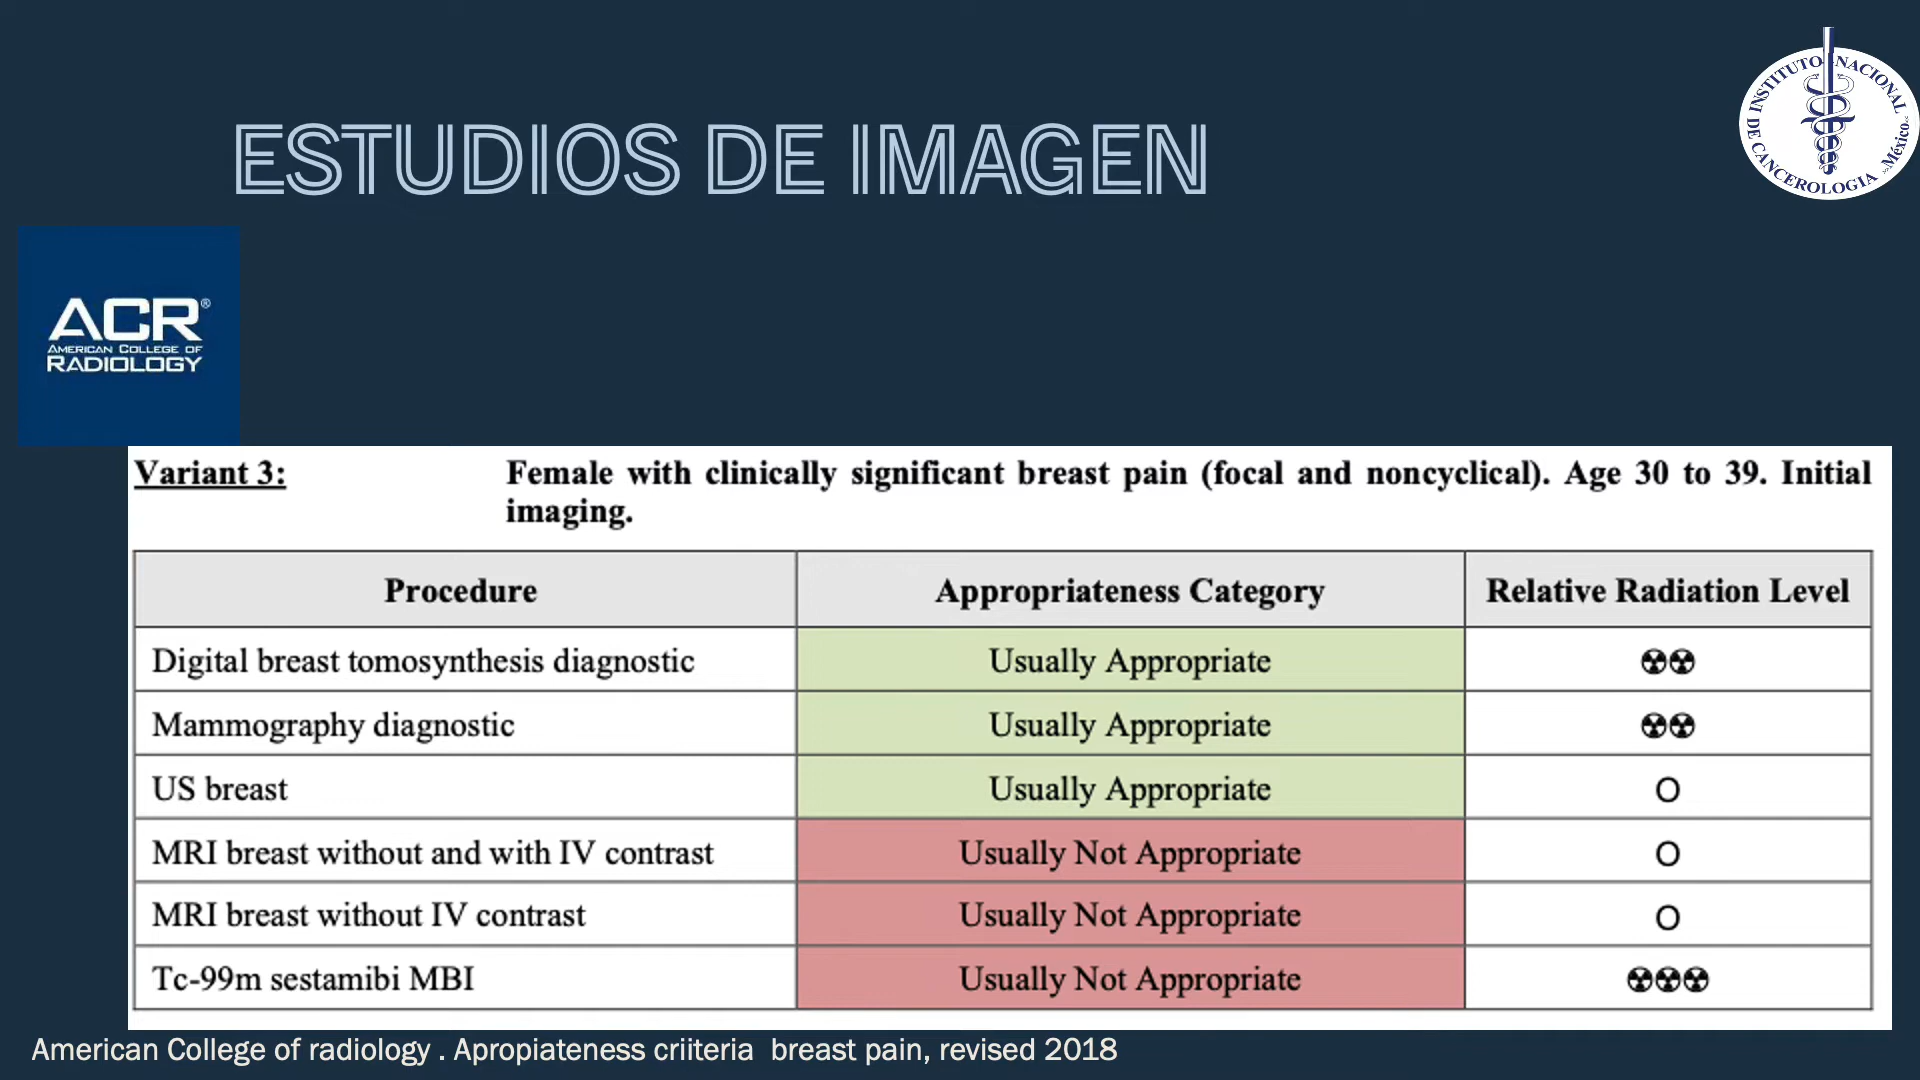 ESTUDIOS DE IMAGEN
INSTITUTO NACIONAL
DE CANCEROLOGIA
México
ACR®
AMERICAN COLLEGE OF
RADIOLOGY
Variant 3: Female with clinically significant breast pain (focal and noncyclical). Age 30 to 39. Initial
imaging.
Procedure Appropriateness Category Relative Radiation Level
Digital breast tomosynthesis diagnostic Usually Appropriate ☢☢
Mammography diagnostic Usually Appropriate ☢☢
US breast Usually Appropriate O
MRI breast without and with IV contrast Usually Not Appropriate O
MRI breast without IV contrast Usually Not Appropriate O
Tc-99m sestamibi MBI Usually Not Appropriate ☢☢☢
American College of radiology . Apropiateness criiteria breast pain, revised 2018